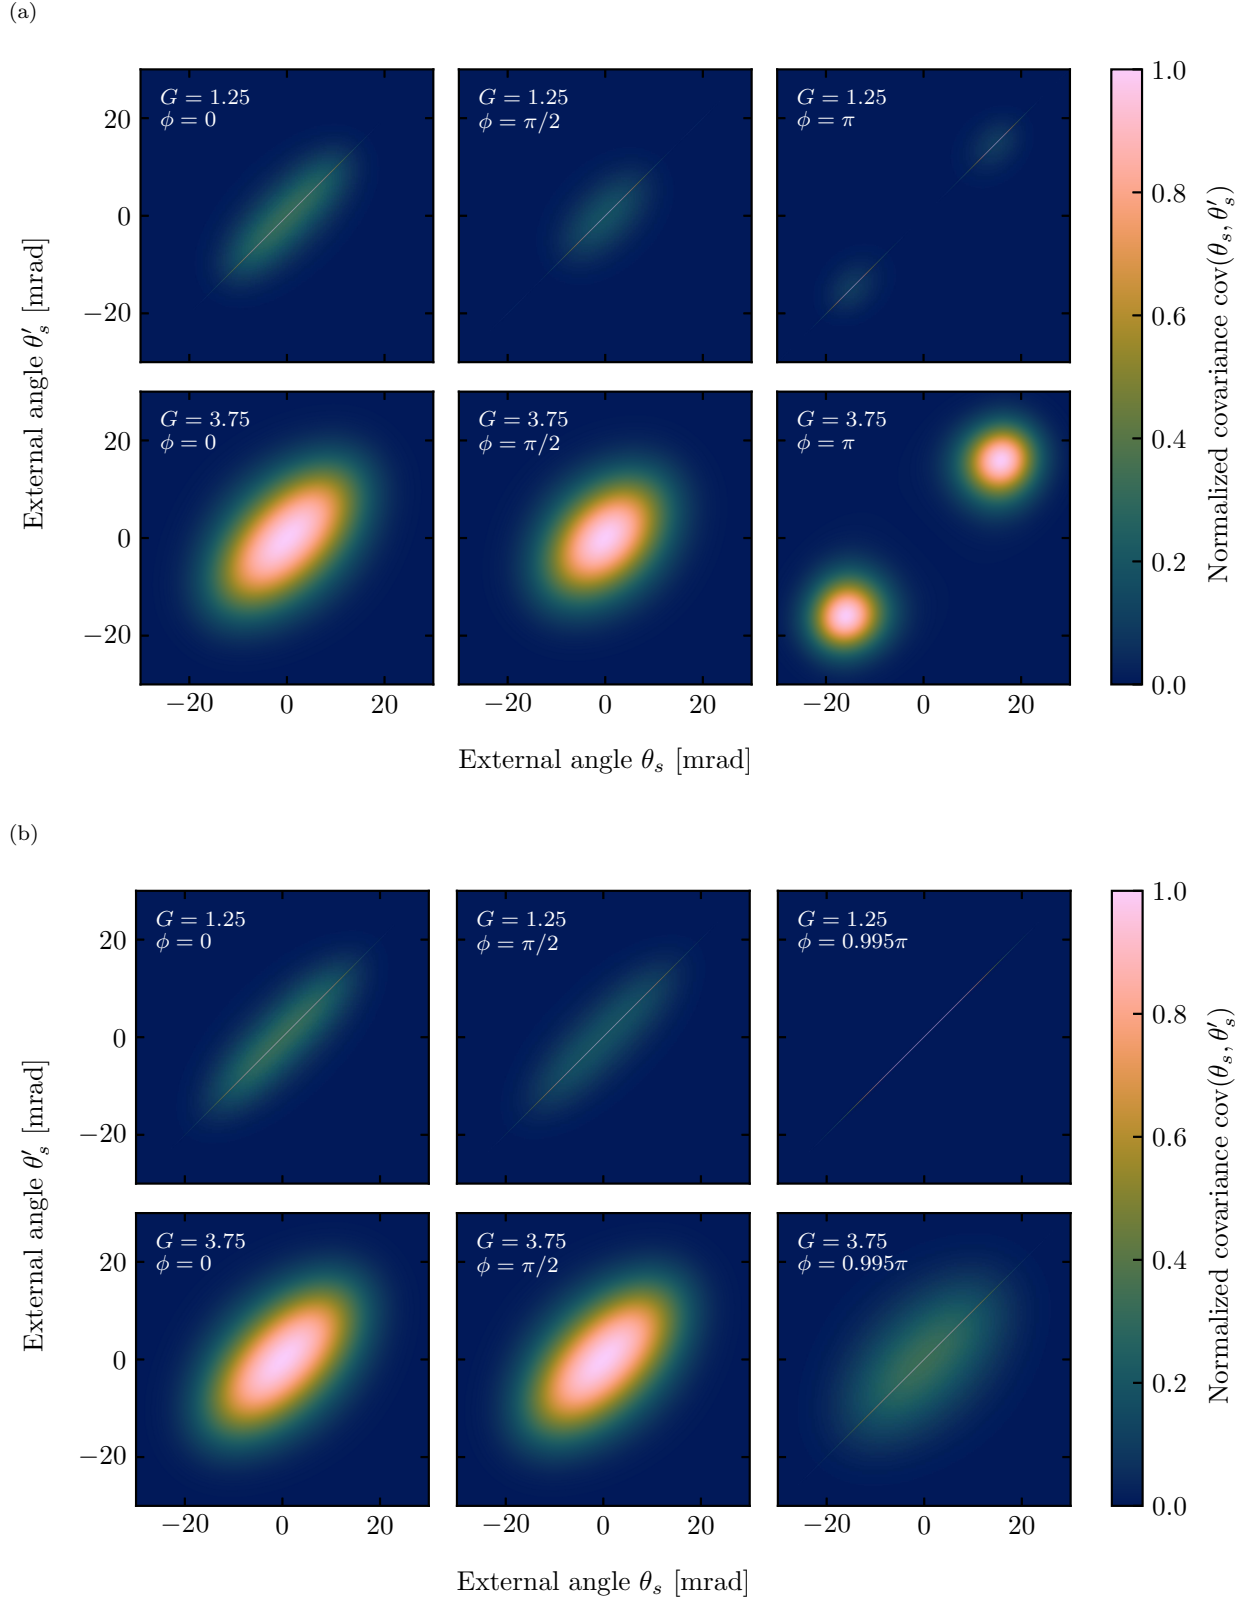 (a)
G = 1.25
ϕ = 0
G = 1.25
ϕ = π/2
G = 1.25
ϕ = π
20
0
−20
G = 3.75
ϕ = 0
G = 3.75
ϕ = π/2
G = 3.75
ϕ = π
20
0
−20
−20 0 20
−20 0 20
−20 0 20
External angle θ′ₛ [mrad]
External angle θₛ [mrad]
1.0
0.8
0.6
0.4
0.2
0.0
Normalized covariance cov(θₛ, θ′ₛ)
(b)
G = 1.25
ϕ = 0
G = 1.25
ϕ = π/2
G = 1.25
ϕ = 0.995π
20
0
−20
G = 3.75
ϕ = 0
G = 3.75
ϕ = π/2
G = 3.75
ϕ = 0.995π
20
0
−20
−20 0 20
−20 0 20
−20 0 20
External angle θ′ₛ [mrad]
External angle θₛ [mrad]
1.0
0.8
0.6
0.4
0.2
0.0
Normalized covariance cov(θₛ, θ′ₛ)